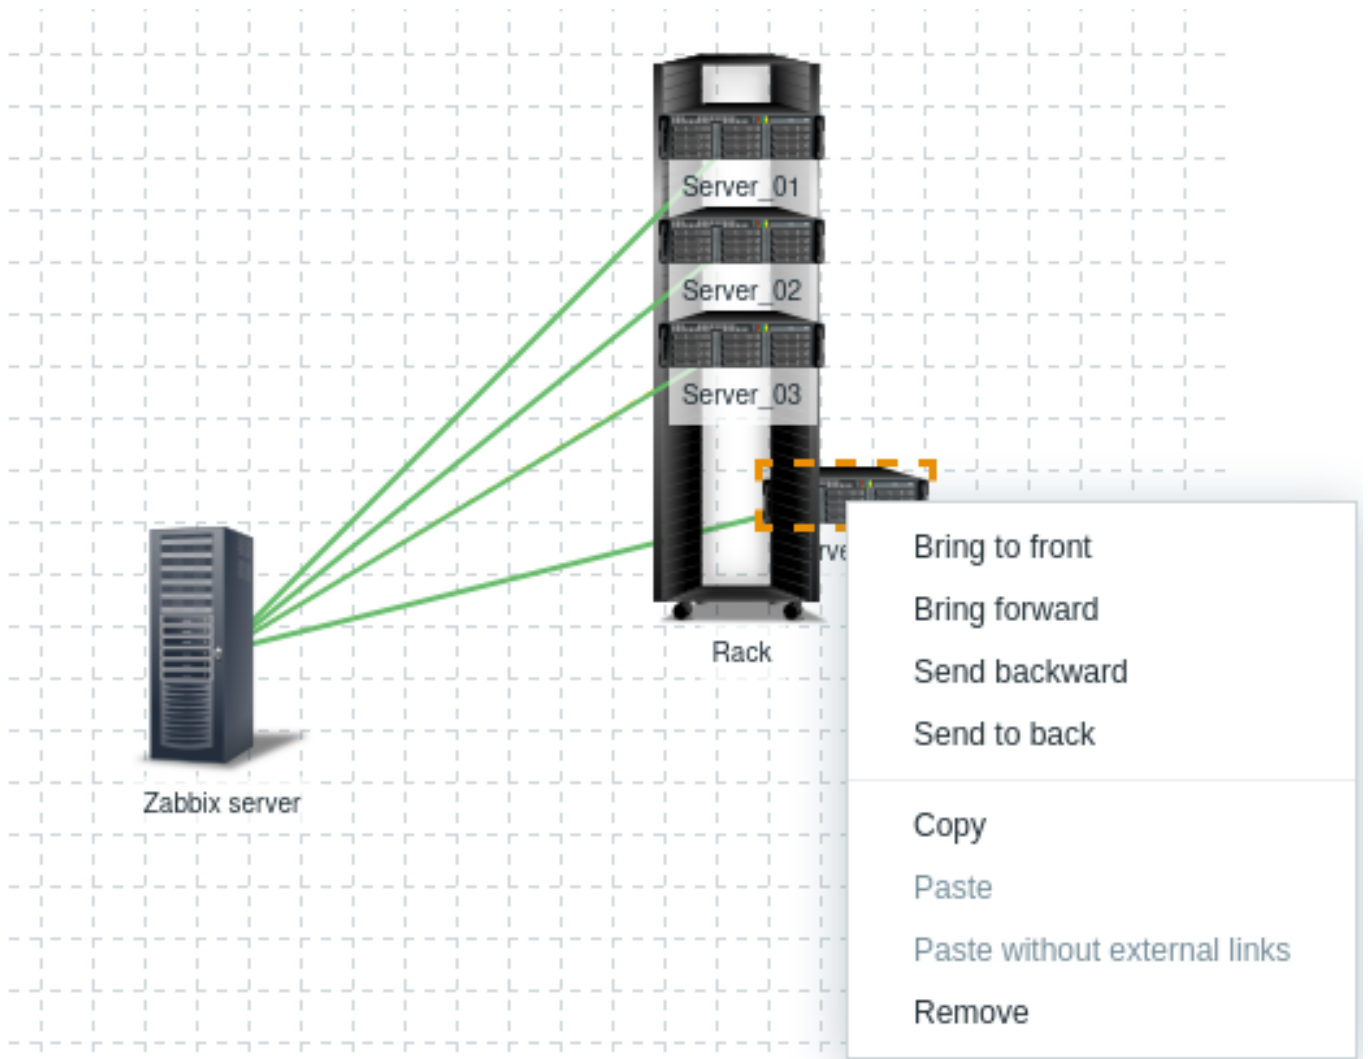 Server_01
Server_02
Server_03
Rack
Zabbix server
Bring to front
Bring forward
Send backward
Send to back
Copy
Paste
Paste without external links
Remove